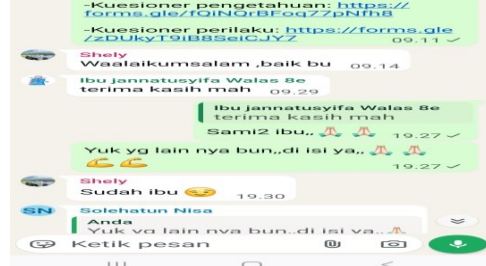 -Kuesioner pengetahuan: https://
forms.gle/fQiNQrBFoq77pNfh8
-Kuesioner perilaku: https://forms.gle
/zDUkyT9iB8SeiCJY7
09.11
Shely
Waalaikumsalam ,baik bu 09.14
Ibu jannatusyifa Walas 8e
terima kasih mah 09.29
Ibu jannatusyifa Walas 8e
terima kasih mah
Sami2 ibu,, 🙏 🙏 19.27
Yuk yg lain nya bun,,di isi ya,, 🙏 🙏
💪 💪 19.27
Shely
Sudah ibu 😊 19.30
SN Solehatun Nisa
Anda
Yuk yg lain nya bun,,di isi ya,, 🙏
Ketik pesan